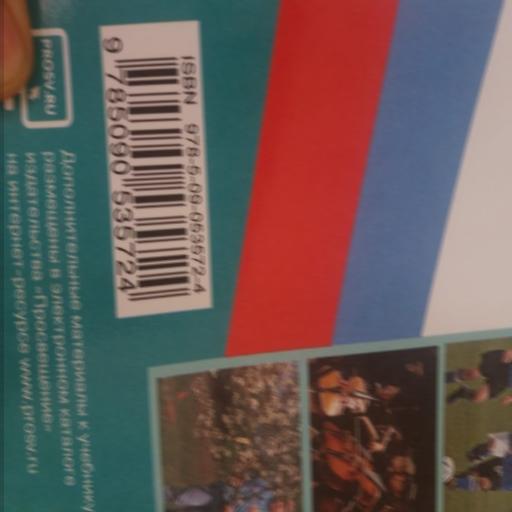 PROSV.RU
ISBN 978-5-09-053572-4
9 785090 535724
Дополнительные материалы к учебнику
размещены в электронном каталоге
издательства «Просвещение»
на интернет-ресурсе www.prosv.ru